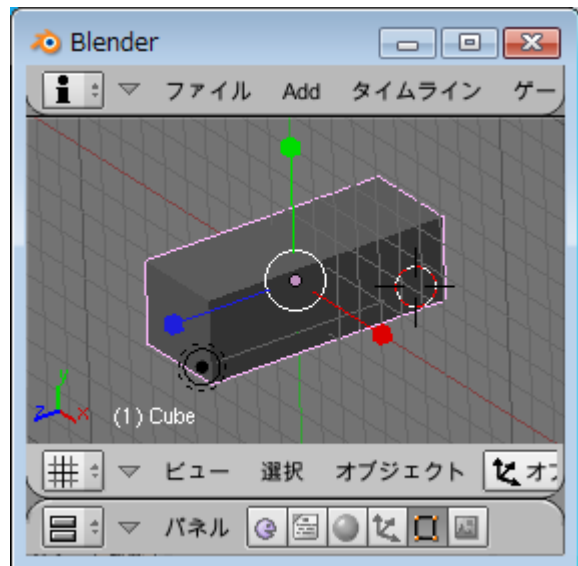 Blender
ファイル Add タイムライン ゲー
y
z x
(1) Cube
ビュー 選択 オブジェクト オブ
パネル